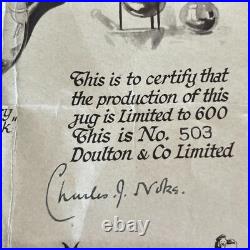 This is to certify that
the production of this
jug is Limited to 600
This is No. 503
Doulton & Co Limited
Charles J. Noke.